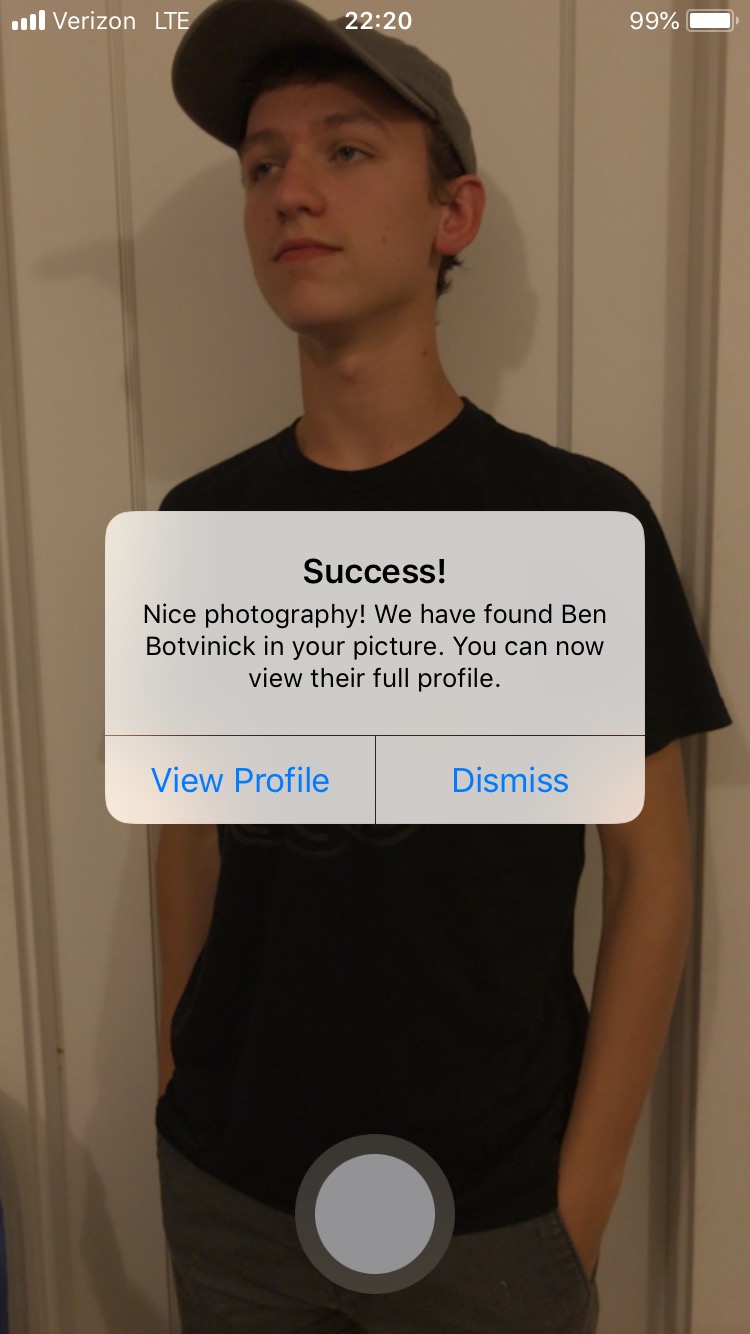 Verizon LTE 22:20 99%
Success!
Nice photography! We have found Ben
Botvinick in your picture. You can now
view their full profile.
View Profile Dismiss